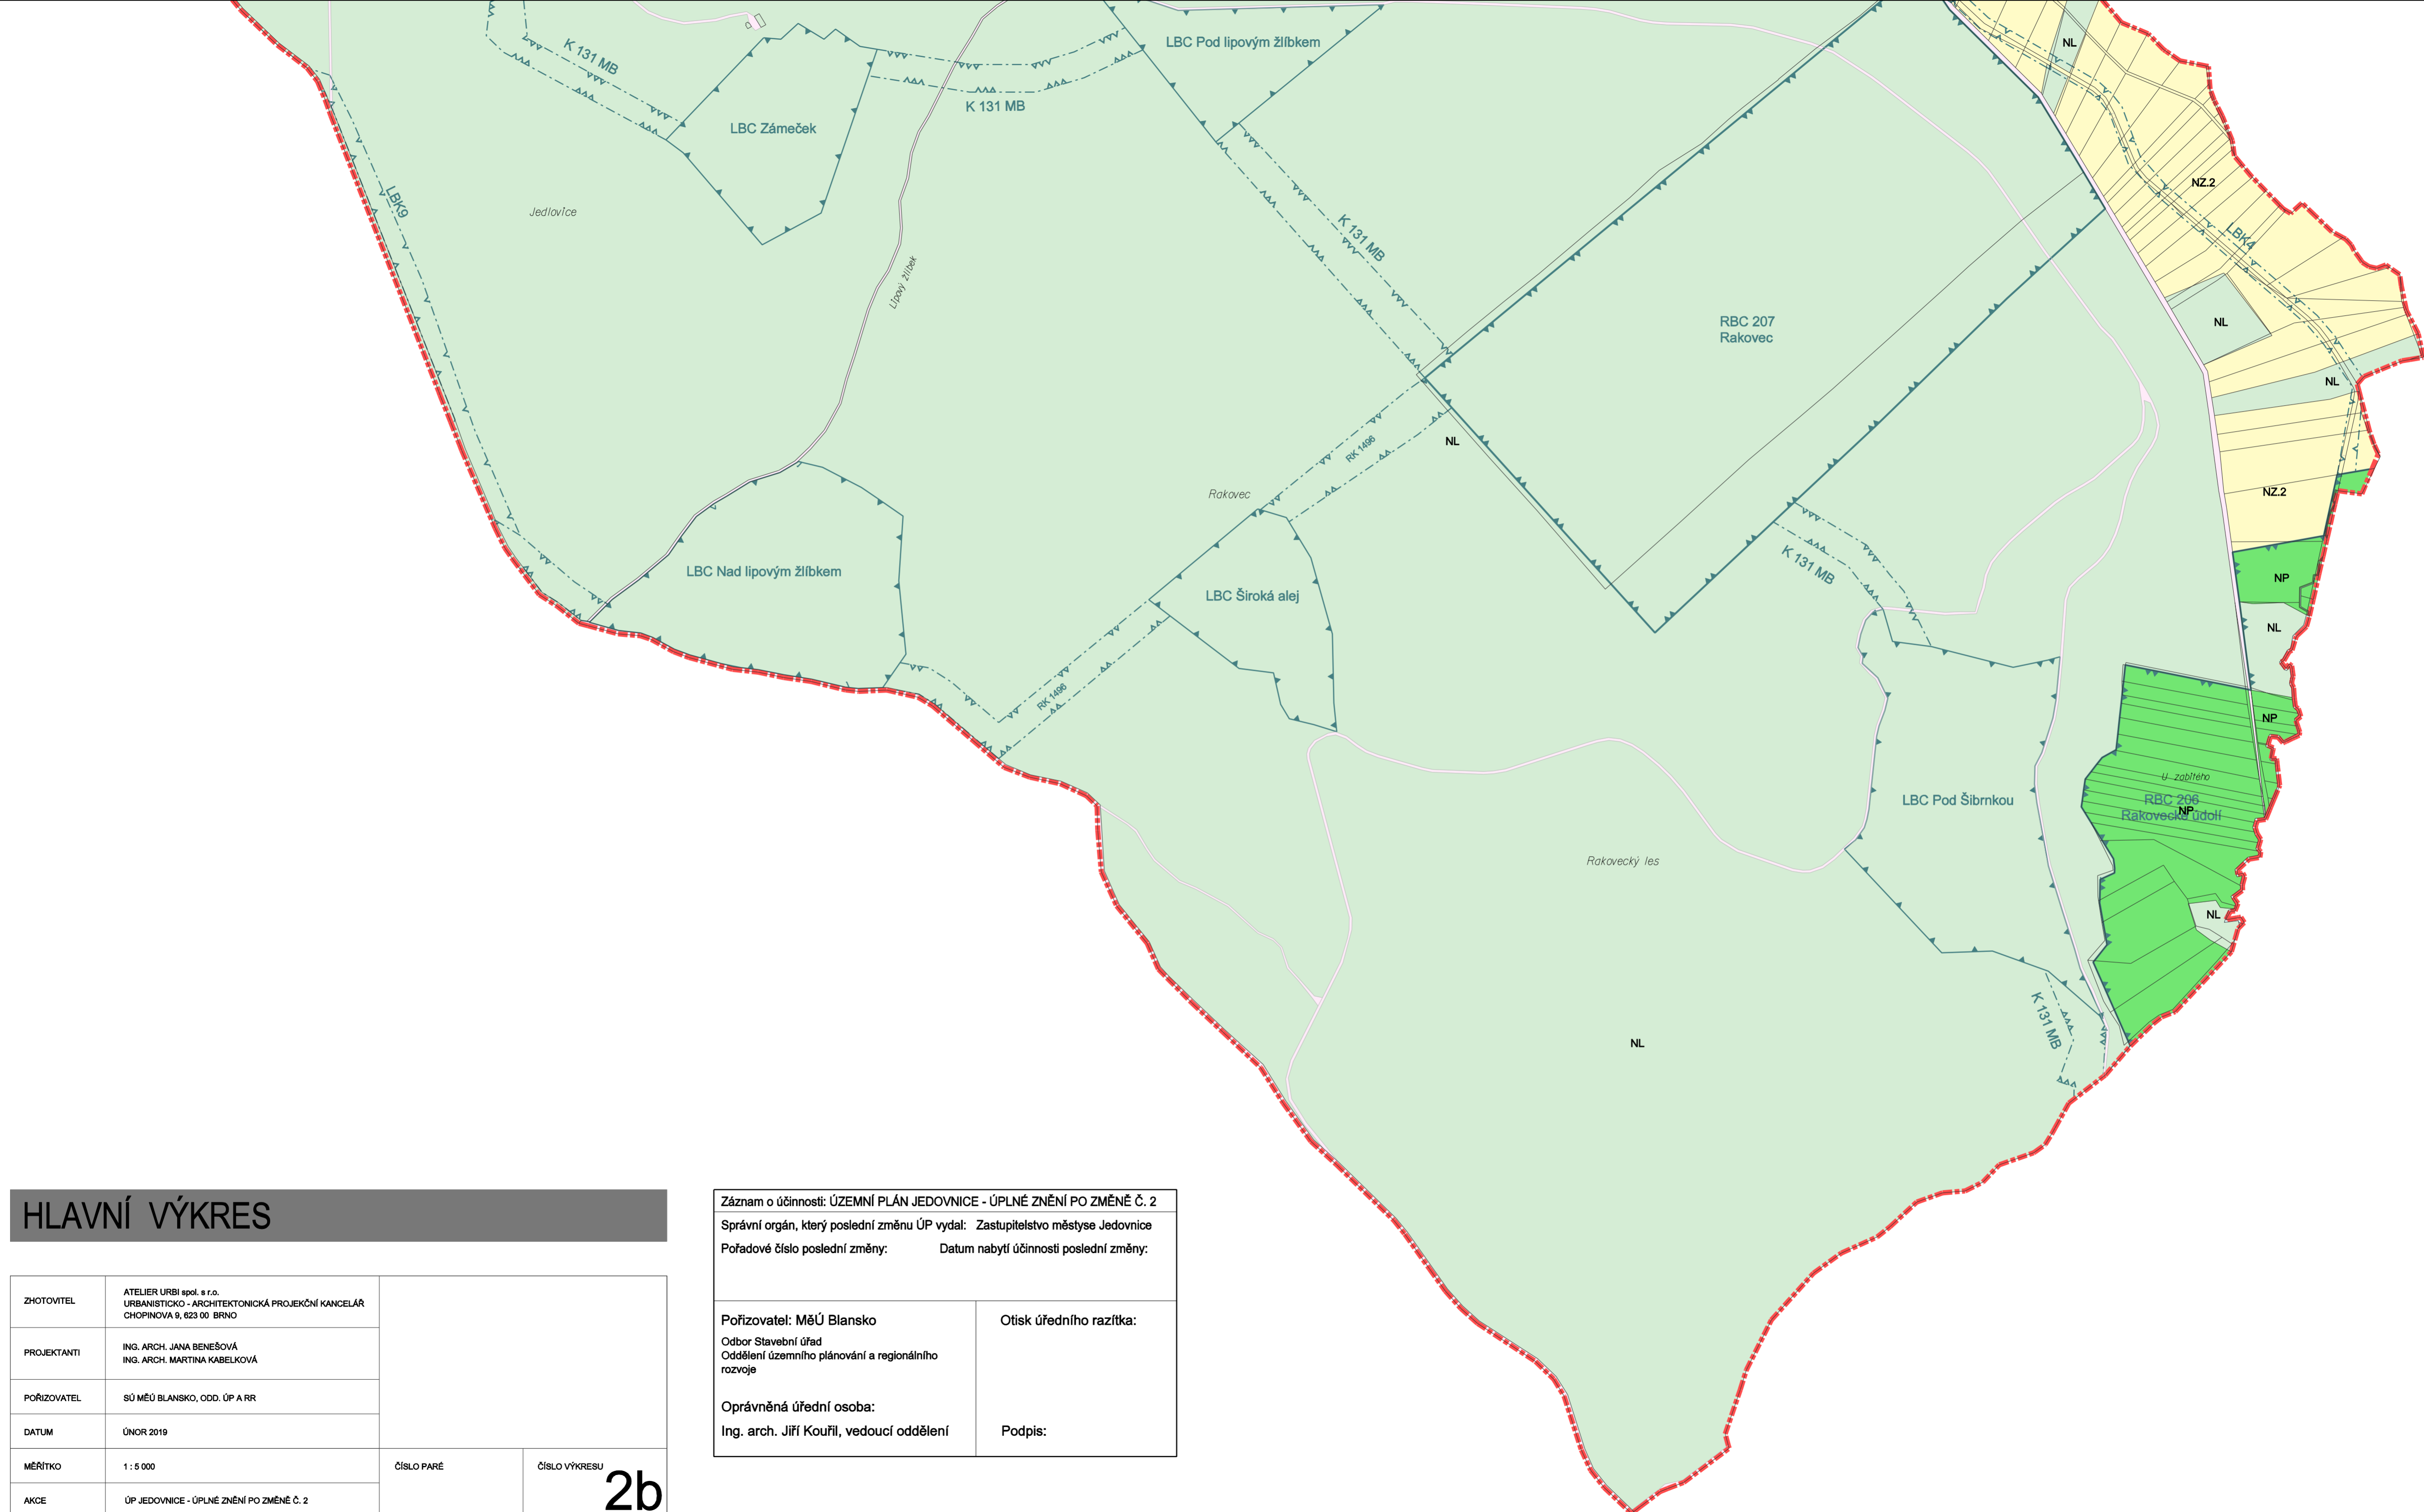 K 131 MB
LBC Zámeček
K 131 MB
LBC Pod lipovým žlíbkem
NL
NZ.2
LBK9
Jedlovice
Lipový žlíbek
K 131 MB
LBK4
RBC 207
Rakovec
NL
NL
NL
RK 1496
Rakovec
NZ.2
LBC Nad lipovým žlíbkem
LBC Široká alej
K 131 MB
NP
NL
RK 1496
NP
U zabitého
LBC Pod Šibrnkou
RBC 206
NP
Rakovecké údolí
Rakovecký les
NL
K 131 MB
NL
HLAVNÍ VÝKRES
ZHOTOVITEL
ATELIER URBI spol. s r.o.
URBANISTICKO - ARCHITEKTONICKÁ PROJEKČNÍ KANCELÁŘ
CHOPINOVA 9, 623 00 BRNO
PROJEKTANTI
ING. ARCH. JANA BENEŠOVÁ
ING. ARCH. MARTINA KABELKOVÁ
POŘIZOVATEL
SÚ MĚÚ BLANSKO, ODD. ÚP A RR
DATUM
ÚNOR 2019
MĚŘÍTKO
1 : 5 000
ČÍSLO PARÉ
ČÍSLO VÝKRESU
2b
AKCE
ÚP JEDOVNICE - ÚPLNÉ ZNĚNÍ PO ZMĚNĚ Č. 2
Záznam o účinnosti: ÚZEMNÍ PLÁN JEDOVNICE - ÚPLNÉ ZNĚNÍ PO ZMĚNĚ Č. 2
Správní orgán, který poslední změnu ÚP vydal: Zastupitelstvo městyse Jedovnice
Pořadové číslo poslední změny: Datum nabytí účinnosti poslední změny:
Pořizovatel: MěÚ Blansko
Odbor Stavební úřad
Oddělení územního plánování a regionálního
rozvoje
Oprávněná úřední osoba:
Ing. arch. Jiří Kouřil, vedoucí oddělení
Otisk úředního razítka:
Podpis: